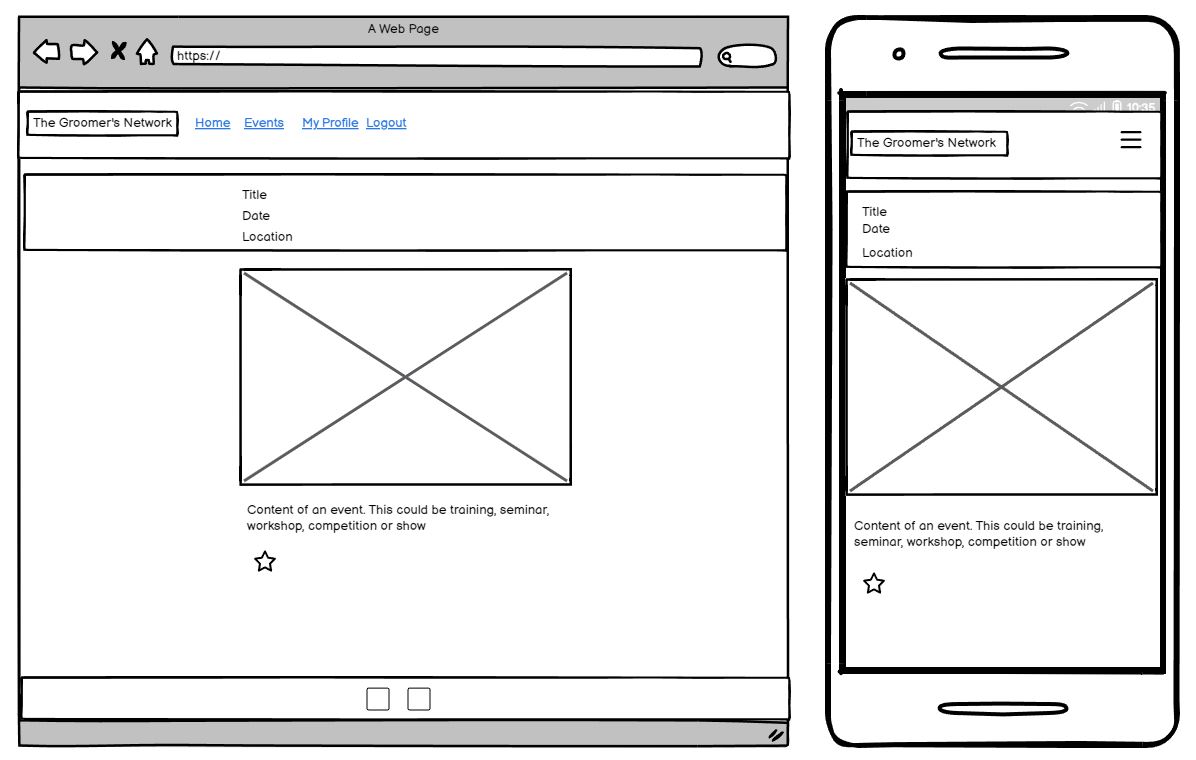 A Web Page
https://
The Groomer's Network Home Events My Profile Logout
Title
Date
Location
Content of an event. This could be training, seminar,
workshop, competition or show
10:35
The Groomer's Network
Title
Date
Location
Content of an event. This could be training,
seminar, workshop, competition or show